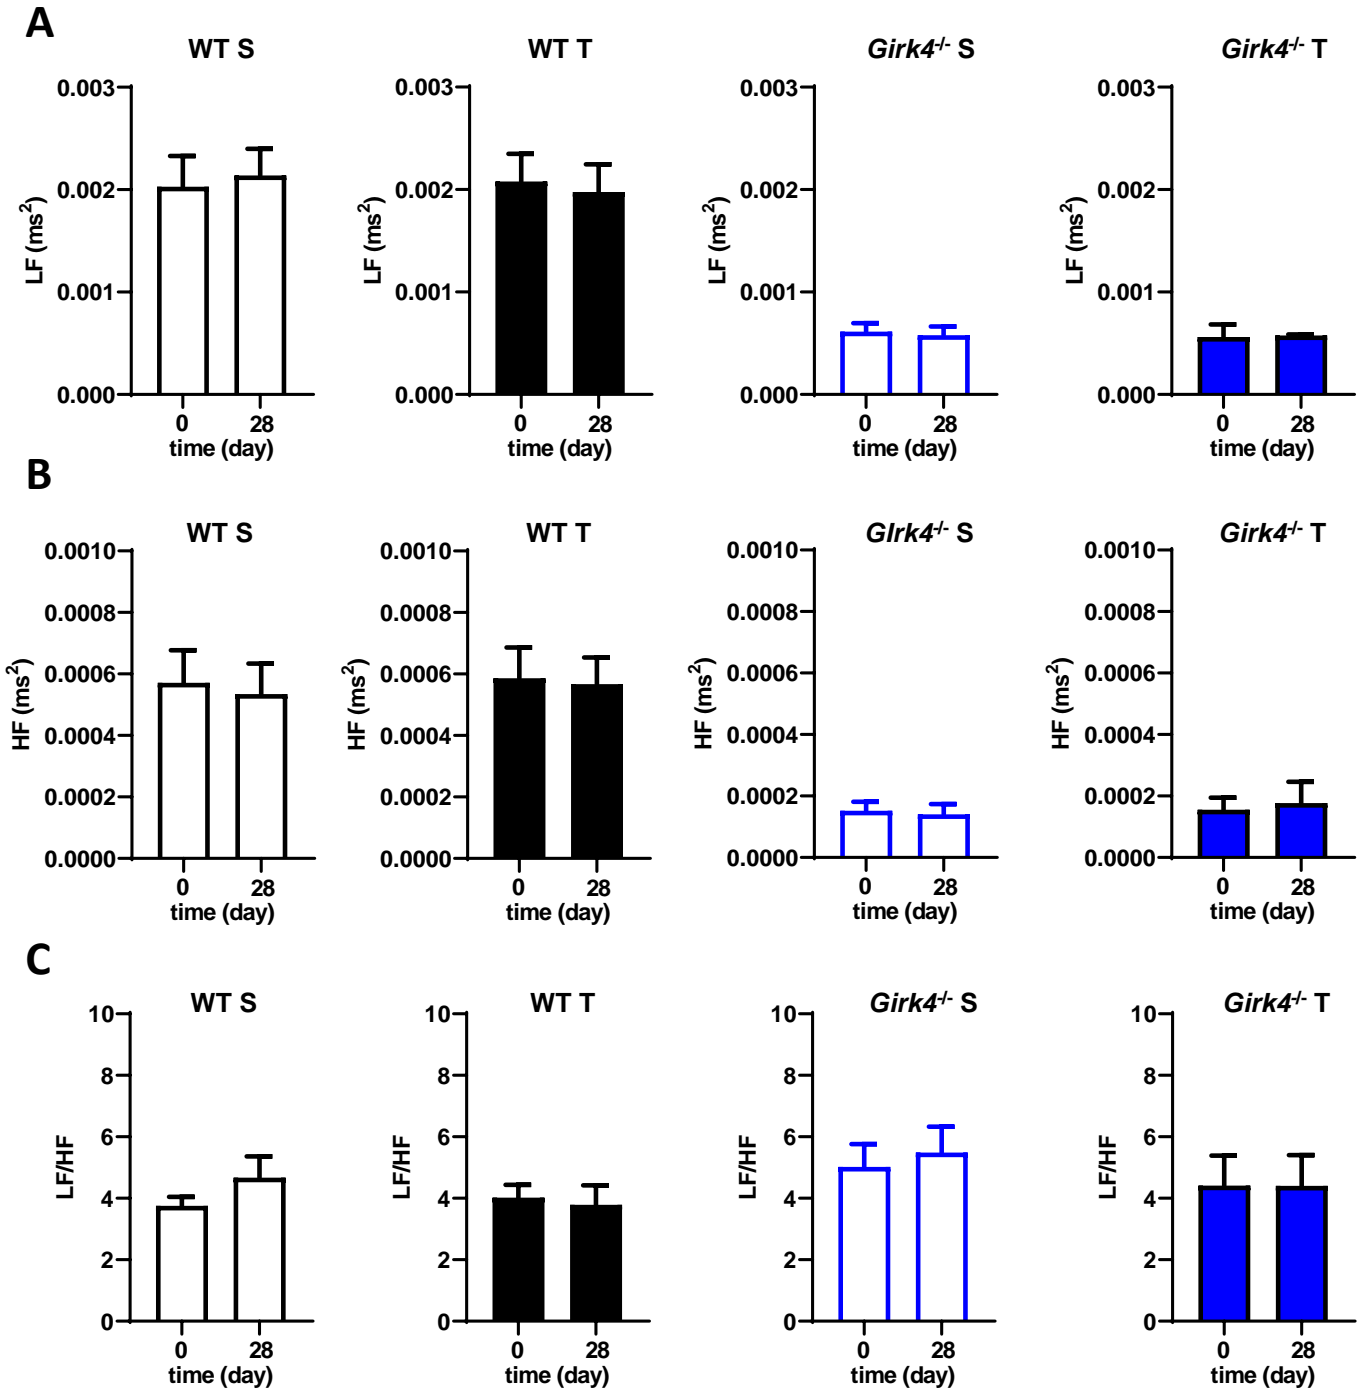 A
WT S
WT T
Girk4-/- S
Girk4-/- T
0.003
0.002
0.001
0.000
LF (ms2)
0
28
time (day)
0.003
0.002
0.001
0.000
LF (ms2)
0
28
time (day)
0.003
0.002
0.001
0.000
LF (ms2)
0
28
time (day)
0.003
0.002
0.001
0.000
LF (ms2)
0
28
time (day)
B
WT S
WT T
GIrk4-/- S
Girk4-/- T
0.0010
0.0008
0.0006
0.0004
0.0002
0.0000
HF (ms2)
0
28
time (day)
0.0010
0.0008
0.0006
0.0004
0.0002
0.0000
HF (ms2)
0
28
time (day)
0.0010
0.0008
0.0006
0.0004
0.0002
0.0000
HF (ms2)
0
28
time (day)
0.0010
0.0008
0.0006
0.0004
0.0002
0.0000
HF (ms2)
0
28
time (day)
C
WT S
WT T
Girk4-/- S
Girk4-/- T
10
8
6
4
2
0
LF/HF
0
28
time (day)
10
8
6
4
2
0
LF/HF
0
28
time (day)
10
8
6
4
2
0
LF/HF
0
28
time (day)
10
8
6
4
2
0
LF/HF
0
28
time (day)